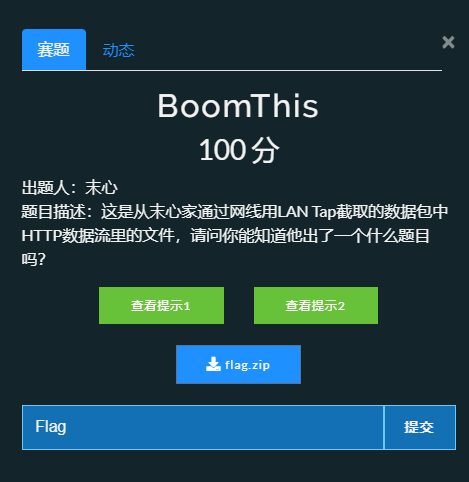 赛题 动态 ×
BoomThis
100 分
出题人：末心
题目描述：这是从末心家通过网线用LAN Tap截取的数据包中
HTTP数据流里的文件，请问你能知道他出了一个什么题目
吗？
查看提示1 查看提示2
flag.zip
Flag 提交